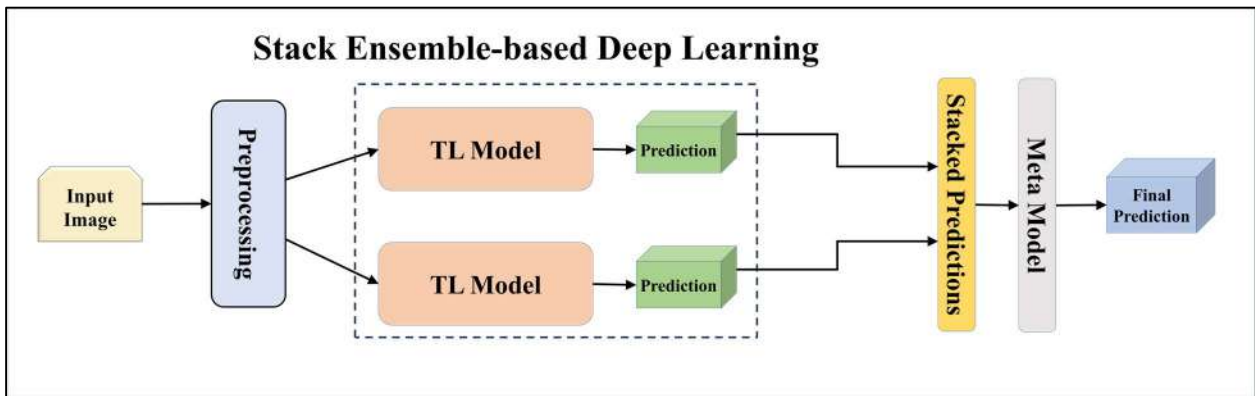 Stack Ensemble-based Deep Learning
Input
Image
Preprocessing
TL Model
Prediction
TL Model
Prediction
Stacked Predictions
Meta Model
Final
Prediction